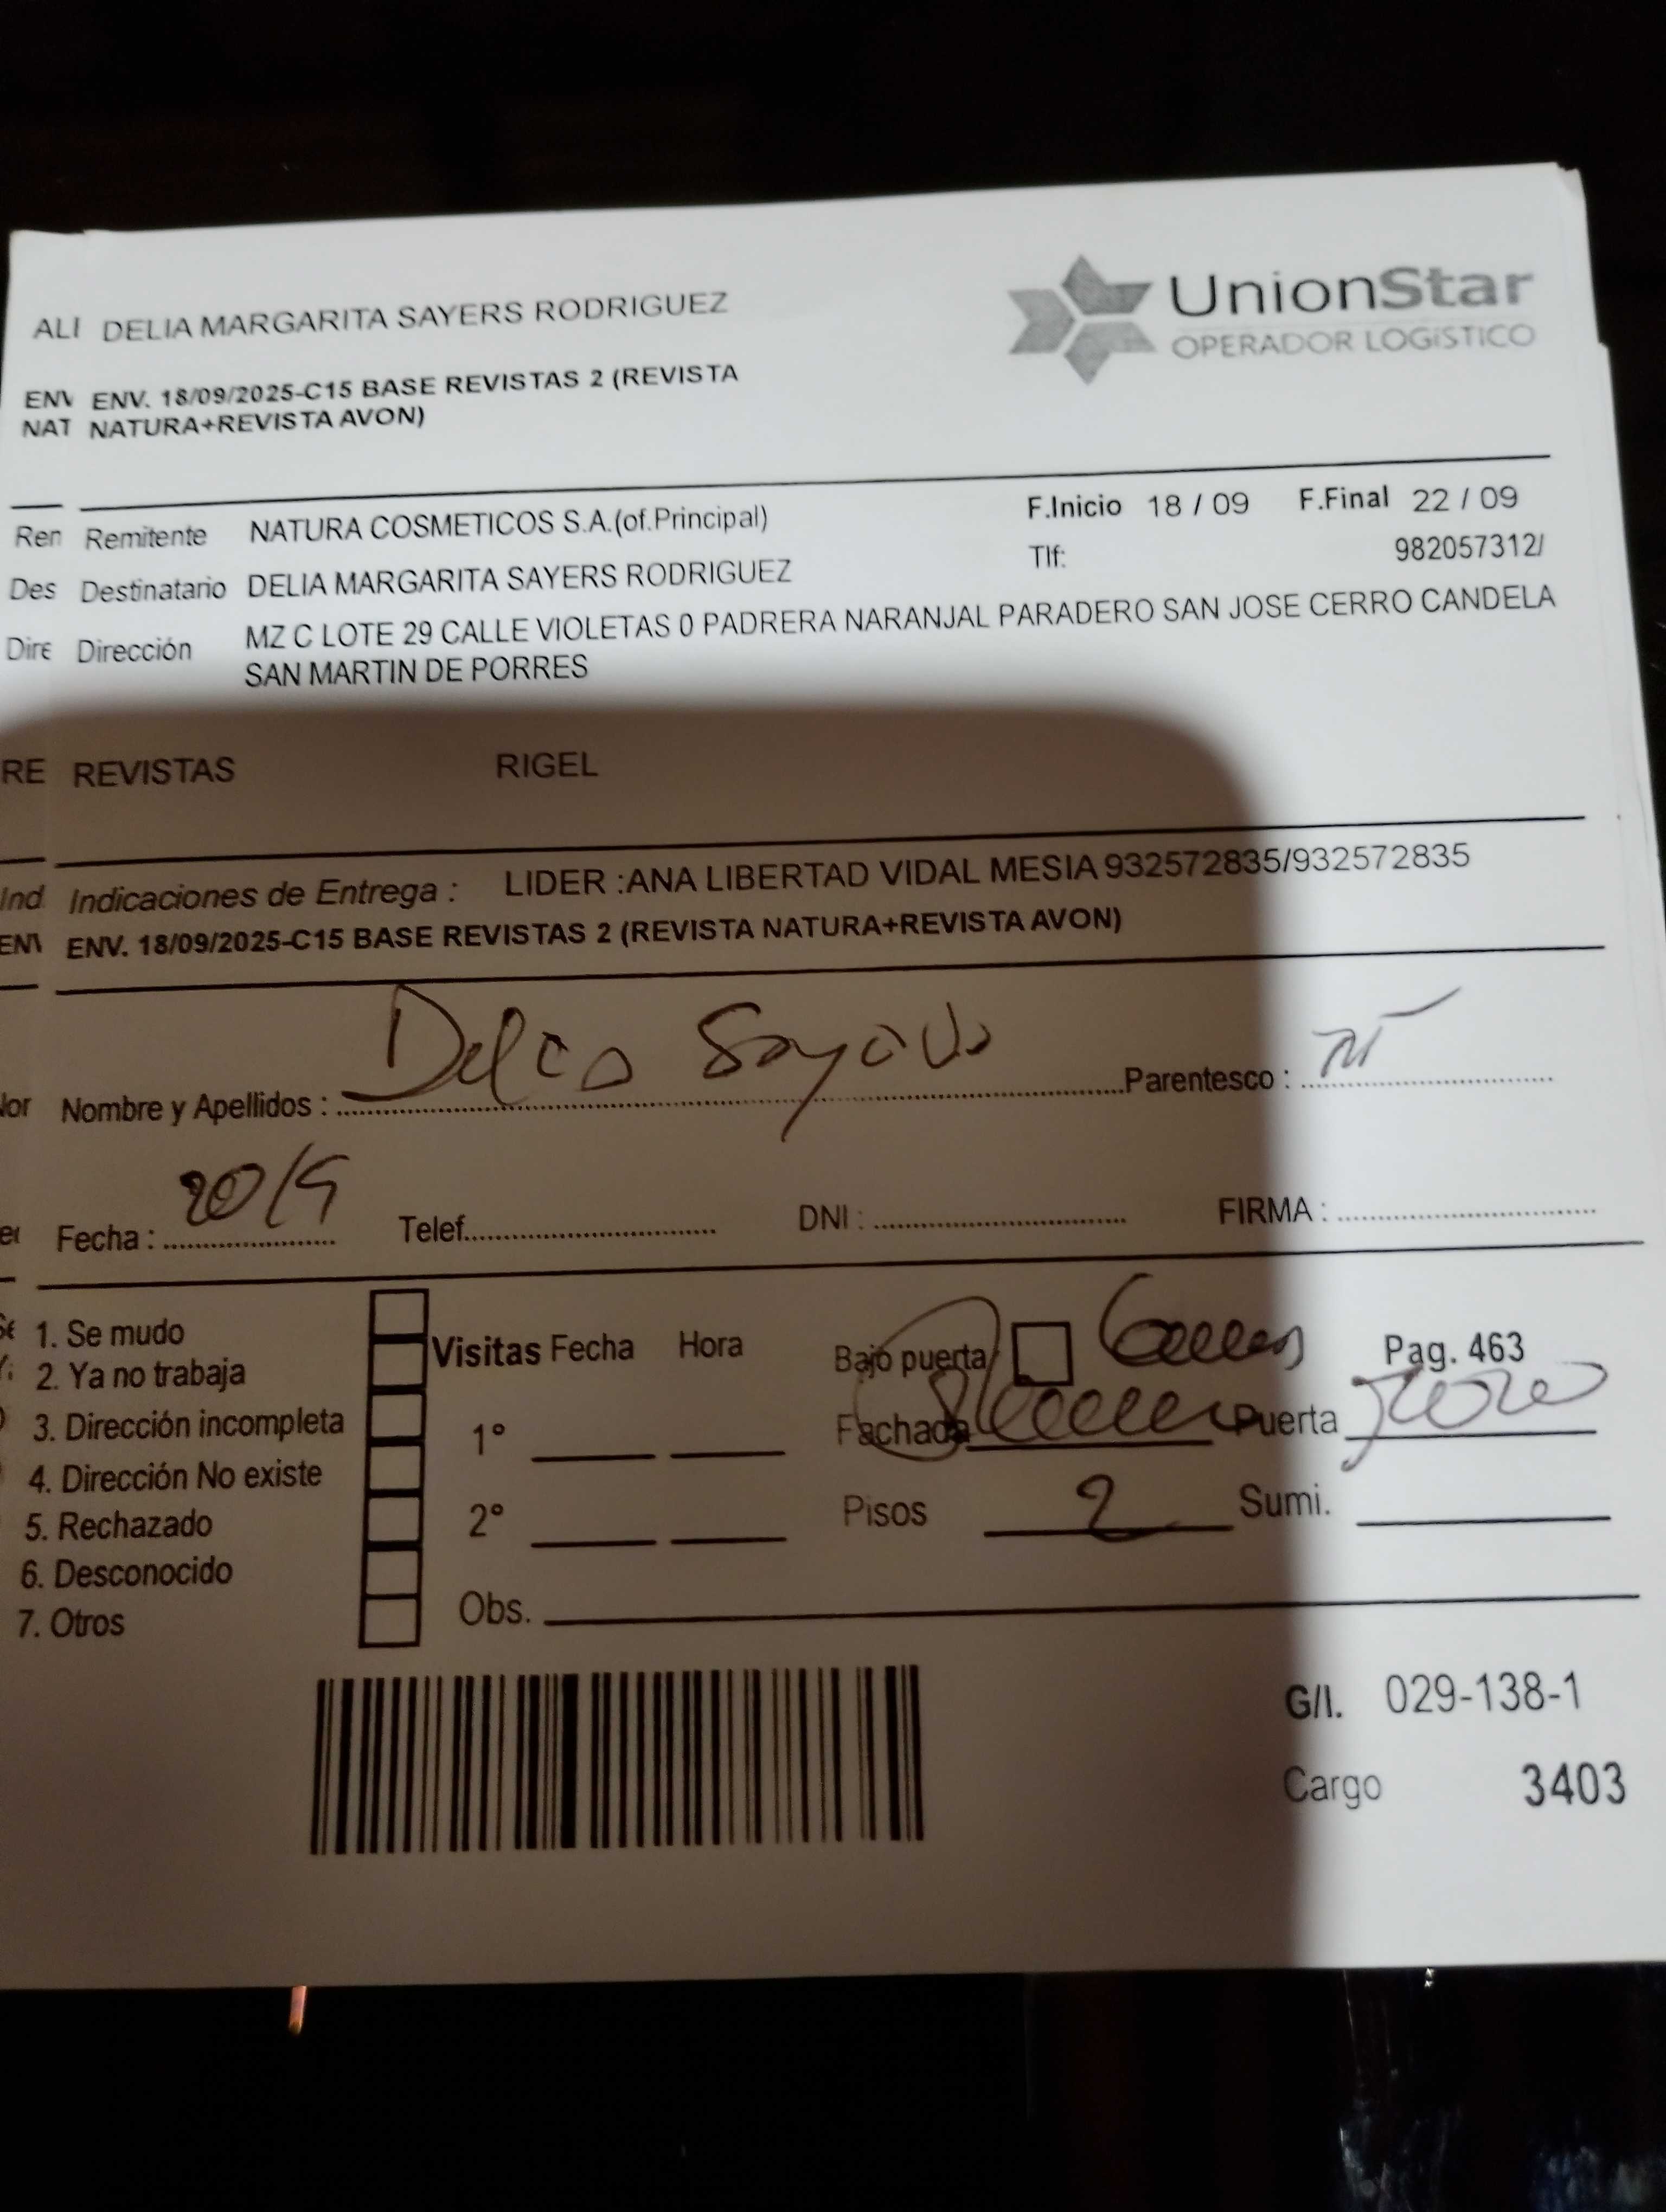 UnionStar
OPERADOR LOGíSTICO
ALI DELIA MARGARITA SAYERS RODRIGUEZ
ENV ENV. 18/09/2025-C15 BASE REVISTAS 2 (REVISTA
NAT NATURA+REVISTA AVON)
Ren Remitente NATURA COSMETICOS S.A.(of.Principal) F.Inicio 18 / 09 F.Final 22 / 09
Tlf: 982057312/
Des Destinatario DELIA MARGARITA SAYERS RODRIGUEZ
Dire Dirección MZ C LOTE 29 CALLE VIOLETAS 0 PADRERA NARANJAL PARADERO SAN JOSE CERRO CANDELA
SAN MARTIN DE PORRES
RE REVISTAS RIGEL
Ind Indicaciones de Entrega : LIDER :ANA LIBERTAD VIDAL MESIA 932572835/932572835
ENV ENV. 18/09/2025-C15 BASE REVISTAS 2 (REVISTA NATURA+REVISTA AVON)
Nombre y Apellidos : Delia Parentesco :
Fecha : 20/9 Telef. DNI : FIRMA :
1. Se mudo
2. Ya no trabaja
3. Dirección incompleta
4. Dirección No existe
5. Rechazado
6. Desconocido
7. Otros
Visitas Fecha Hora
1°
2°
Obs.
Bajo puerta Pag. 463
Fachada Puerta
Pisos 2 Sumi.
G/I. 029-138-1
Cargo 3403